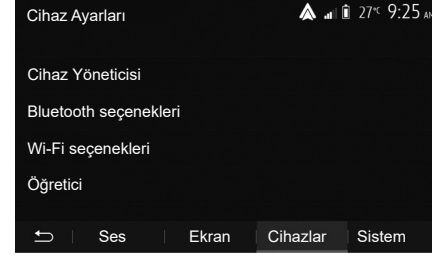 Cihaz Ayarları 27°C 9:25 AM
Cihaz Yöneticisi
Bluetooth seçenekleri
Wi-Fi seçenekleri
Öğretici
Ses Ekran Cihazlar Sistem